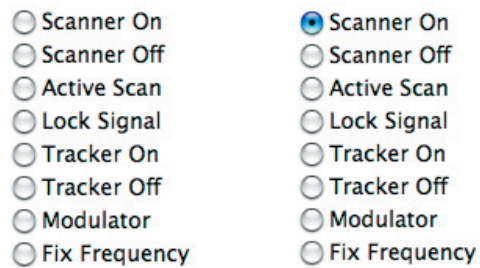 Scanner On
Scanner Off
Active Scan
Lock Signal
Tracker On
Tracker Off
Modulator
Fix Frequency
Scanner On
Scanner Off
Active Scan
Lock Signal
Tracker On
Tracker Off
Modulator
Fix Frequency